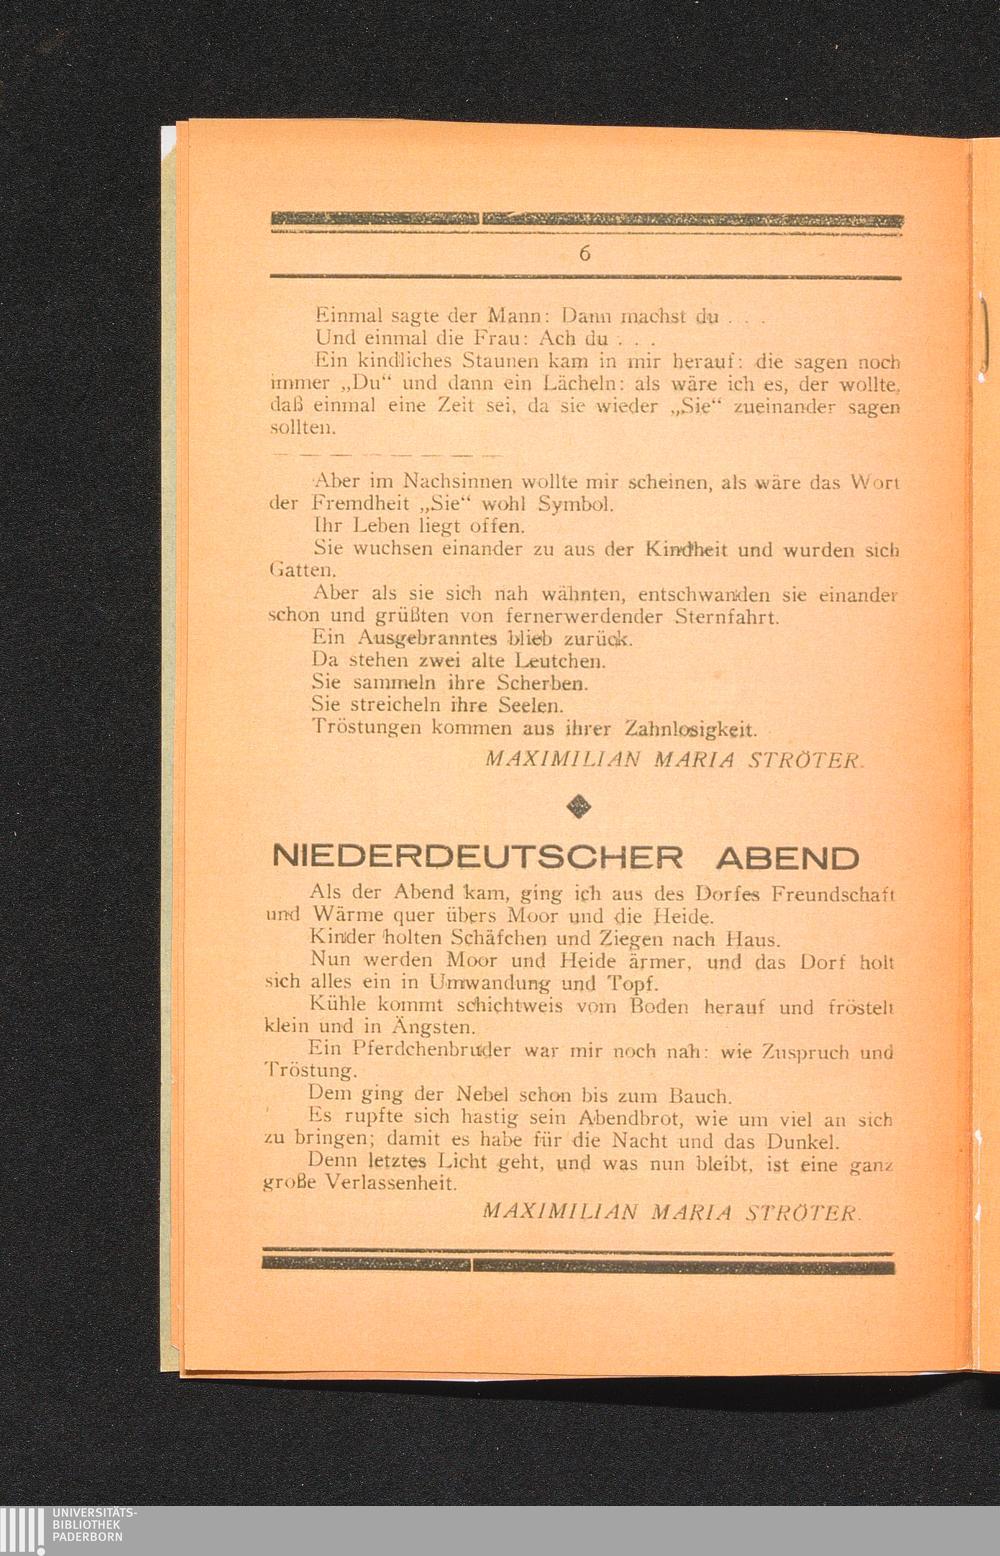 6
Einmal sagte der Mann: Dann machst du . . .
Und einmal die Frau: Ach du . . .
Ein kindliches Staunen kam in mir herauf: die sagen noch
immer „Du“ und dann ein Lächeln: als wäre ich es, der wollte,
daß einmal eine Zeit sei, da sie wieder „Sie“ zueinander sagen
sollten.
— — — — — — — — —
Aber im Nachsinnen wollte mir scheinen, als wäre das Wort
der Fremdheit „Sie“ wohl Symbol.
Ihr Leben liegt offen.
Sie wuchsen einander zu aus der Kindheit und wurden sich
Gatten.
Aber als sie sich nah wähnten, entschwanden sie einander
schon und grüßten von fernerwerdender Sternfahrt.
Ein Ausgebranntes blieb zurück.
Da stehen zwei alte Leutchen.
Sie sammeln ihre Scherben.
Sie streicheln ihre Seelen.
Tröstungen kommen aus ihrer Zahnlosigkeit.
MAXIMILIAN MARIA STRÖTER.
NIEDERDEUTSCHER ABEND
Als der Abend kam, ging ich aus des Dorfes Freundschaft
und Wärme quer übers Moor und die Heide.
Kinder holten Schäfchen und Ziegen nach Haus.
Nun werden Moor und Heide ärmer, und das Dorf holt
sich alles ein in Umwandung und Topf.
Kühle kommt schichtweis vom Boden herauf und fröstelt
klein und in Ängsten.
Ein Pferdchenbruder war mir noch nah: wie Zuspruch und
Tröstung.
Dem ging der Nebel schon bis zum Bauch.
Es rupfte sich hastig sein Abendbrot, wie um viel an sich
zu bringen; damit es habe für die Nacht und das Dunkel.
Denn letztes Licht geht, und was nun bleibt, ist eine ganz
große Verlassenheit.
MAXIMILIAN MARIA STRÖTER.
UNIVERSITÄTS-
BIBLIOTHEK
PADERBORN